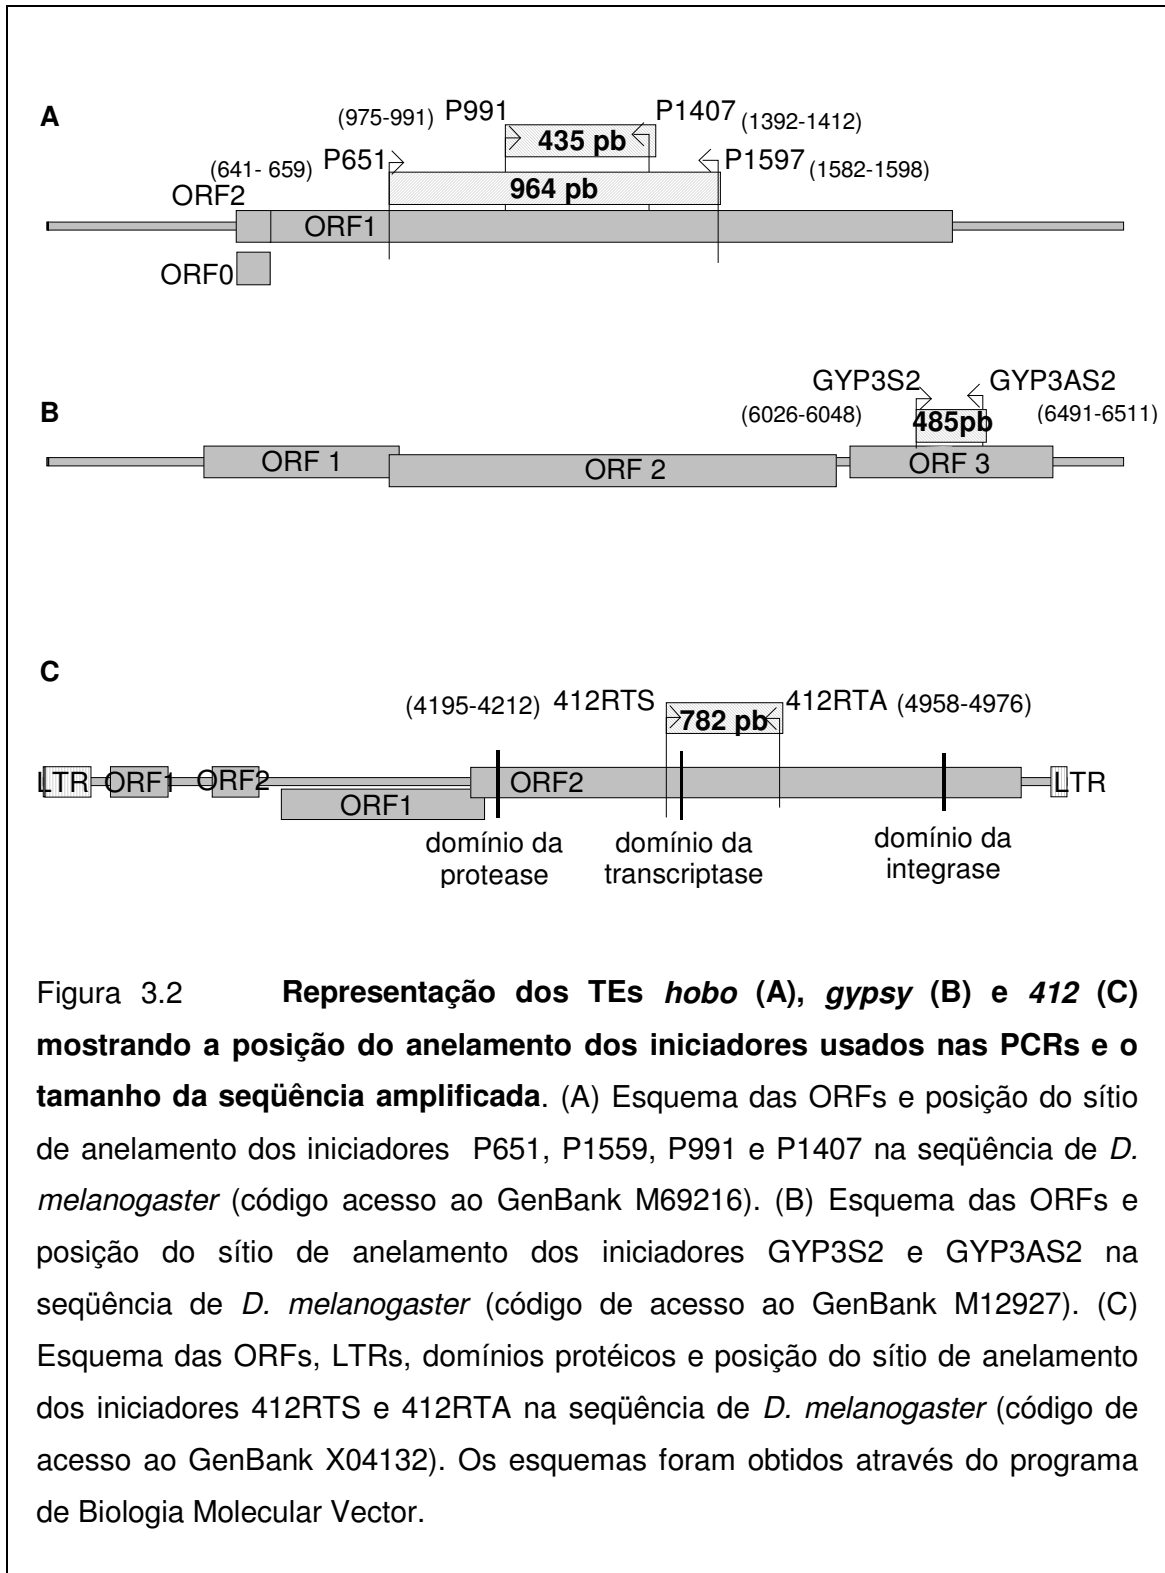 A
(975-991) P991
P1407 (1392-1412)
435 pb
(641- 659) P651
P1597 (1582-1598)
964 pb
ORF2
ORF1
ORF0
B
GYP3S2
GYP3AS2
(6026-6048)
(6491-6511)
485pb
ORF 1
ORF 2
ORF 3
C
(4195-4212) 412RTS
412RTA (4958-4976)
782 pb
LTR
ORF1
ORF2
ORF2
LTR
ORF1
domínio da
protease
domínio da
transcriptase
domínio da
integrase
Figura 3.2 Representação dos TEs hobo (A), gypsy (B) e 412 (C)
mostrando a posição do anelamento dos iniciadores usados nas PCRs e o
tamanho da seqüência amplificada. (A) Esquema das ORFs e posição do sítio
de anelamento dos iniciadores P651, P1559, P991 e P1407 na seqüência de D.
melanogaster (código acesso ao GenBank M69216). (B) Esquema das ORFs e
posição do sítio de anelamento dos iniciadores GYP3S2 e GYP3AS2 na
seqüência de D. melanogaster (código de acesso ao GenBank M12927). (C)
Esquema das ORFs, LTRs, domínios protéicos e posição do sítio de anelamento
dos iniciadores 412RTS e 412RTA na seqüência de D. melanogaster (código de
acesso ao GenBank X04132). Os esquemas foram obtidos através do programa
de Biologia Molecular Vector.